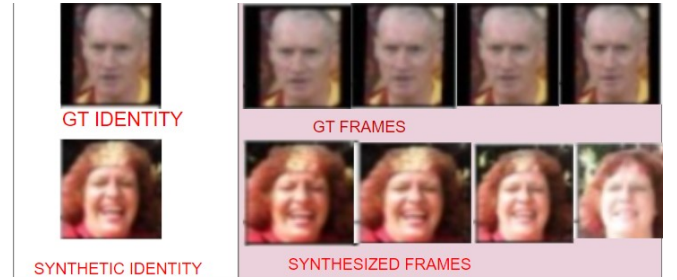 GT IDENTITY
GT FRAMES
SYNTHETIC IDENTITY
SYNTHESIZED FRAMES